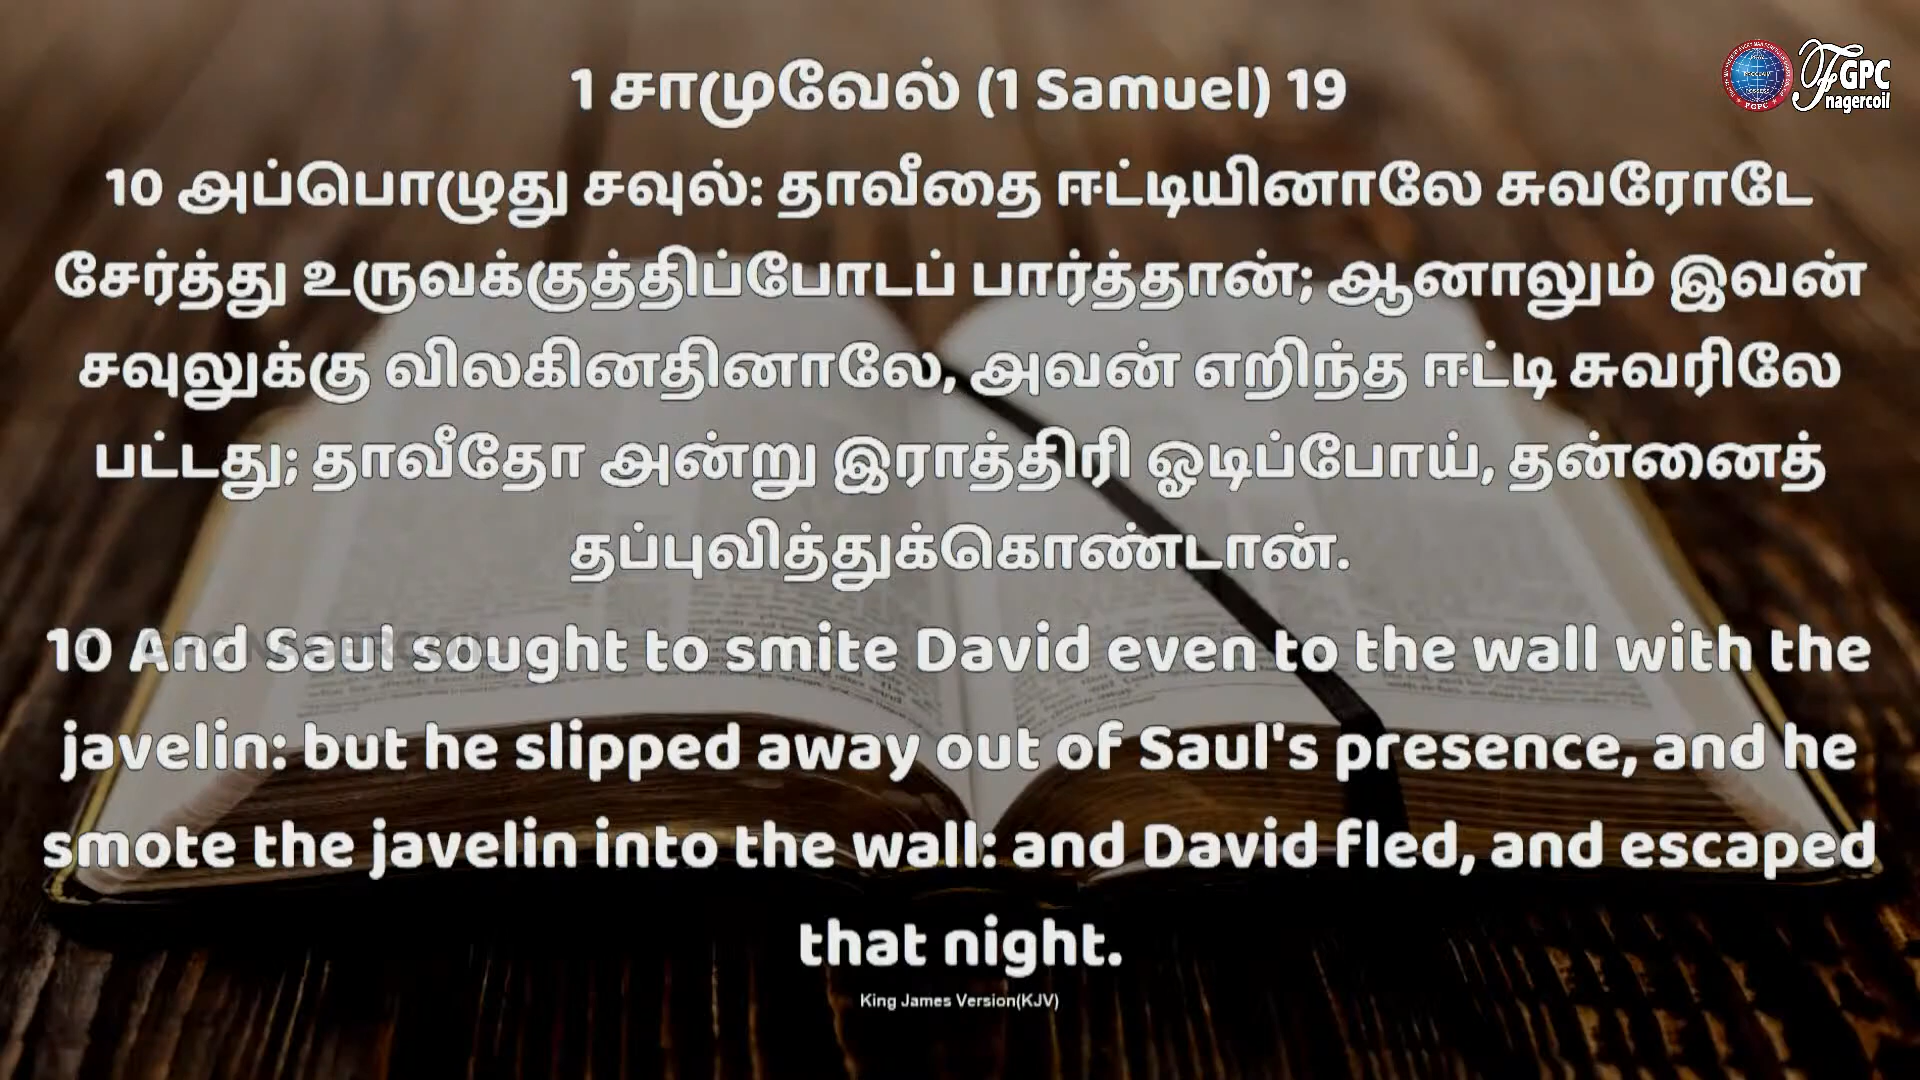 1 சாமுவேல் (1 Samuel) 19
10 அப்பொழுது சவுல்: தாவீதை ஈட்டியினாலே சுவரோடே
சேர்த்து உருவக்குத்திப்போடப் பார்த்தான்; ஆனாலும் இவன்
சவுலுக்கு விலகினதினாலே, அவன் எறிந்த ஈட்டி சுவரிலே
பட்டது; தாவீதோ அன்று இராத்திரி ஓடிப்போய், தன்னைத்
தப்புவித்துக்கொண்டான்.
10 And Saul sought to smite David even to the wall with the
javelin: but he slipped away out of Saul's presence, and he
smote the javelin into the wall: and David fled, and escaped
that night.
King James Version(KJV)
FGPC
nagercoil